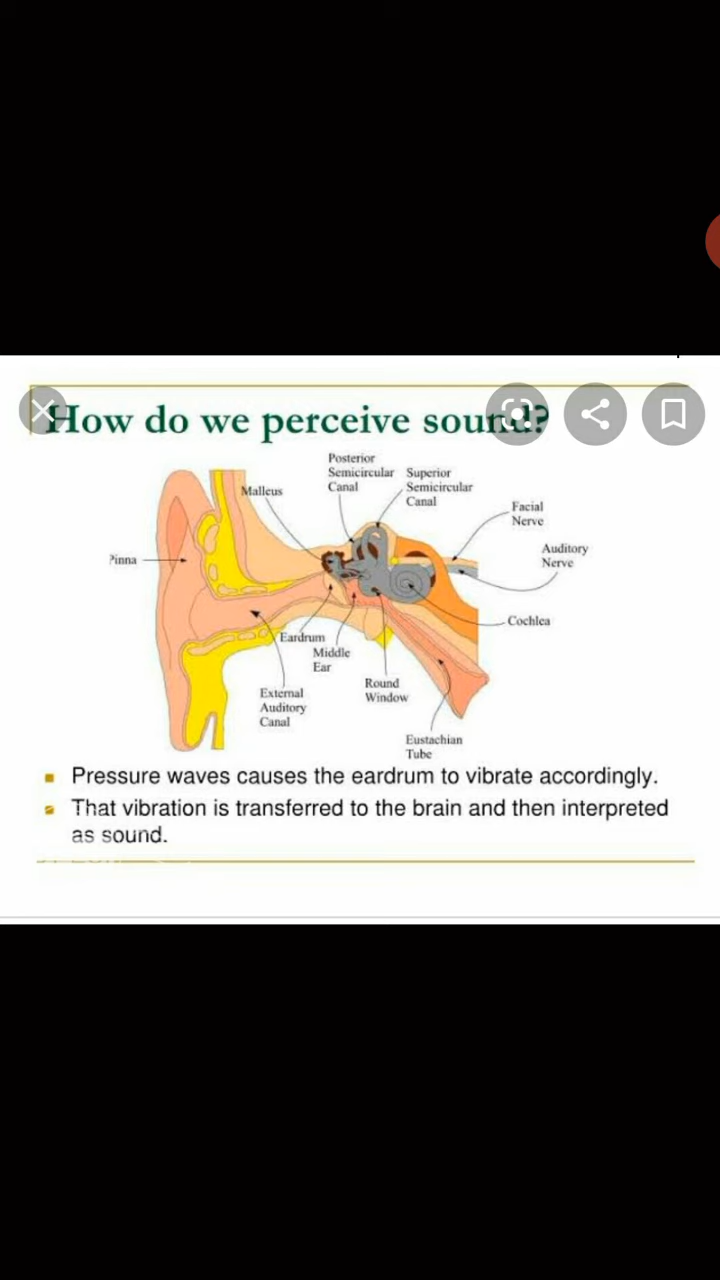 How do we perceive sound?
Posterior
Semicircular
Canal
Superior
Semicircular
Canal
Malleus
Facial
Nerve
Auditory
Nerve
Pinna
Cochlea
Eardrum
Middle
Ear
Round
Window
External
Auditory
Canal
Eustachian
Tube
Pressure waves causes the eardrum to vibrate accordingly.
That vibration is transferred to the brain and then interpreted
as sound.